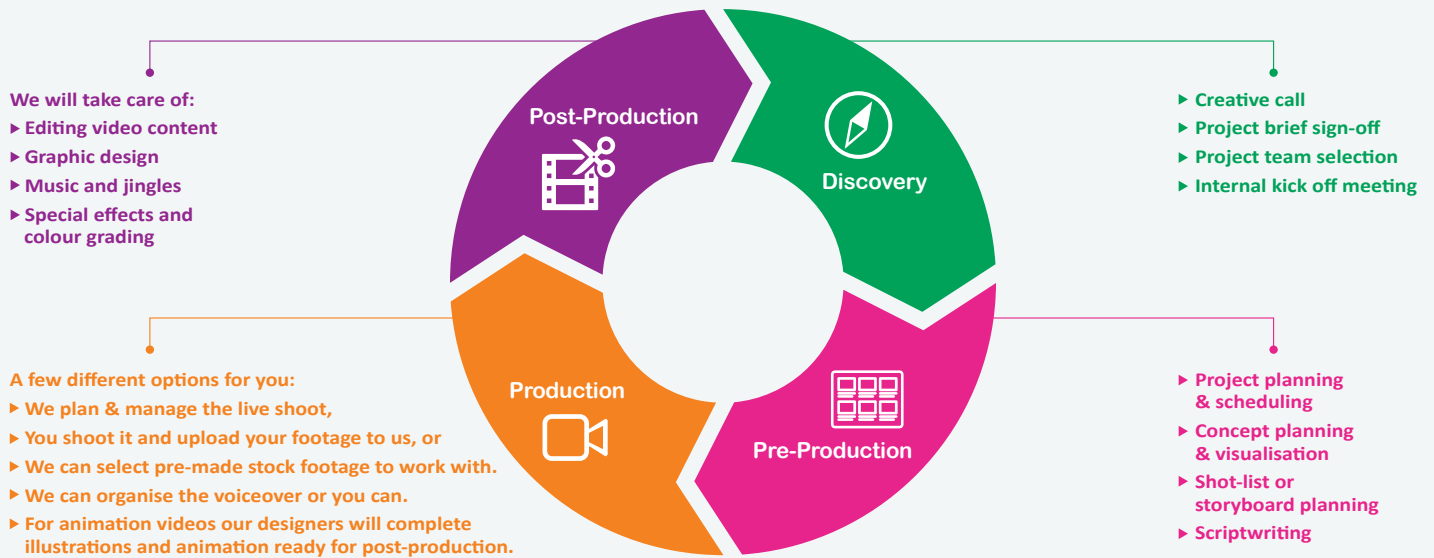 Post-Production
Discovery
Pre-Production
Production
We will take care of:
▸ Editing video content
▸ Graphic design
▸ Music and jingles
▸ Special effects and
colour grading
▸ Creative call
▸ Project brief sign-off
▸ Project team selection
▸ Internal kick off meeting
A few different options for you:
▸ We plan & manage the live shoot,
▸ You shoot it and upload your footage to us, or
▸ We can select pre-made stock footage to work with.
▸ We can organise the voiceover or you can.
▸ For animation videos our designers will complete
illustrations and animation ready for post-production.
▸ Project planning
& scheduling
▸ Concept planning
& visualisation
▸ Shot-list or
storyboard planning
▸ Scriptwriting